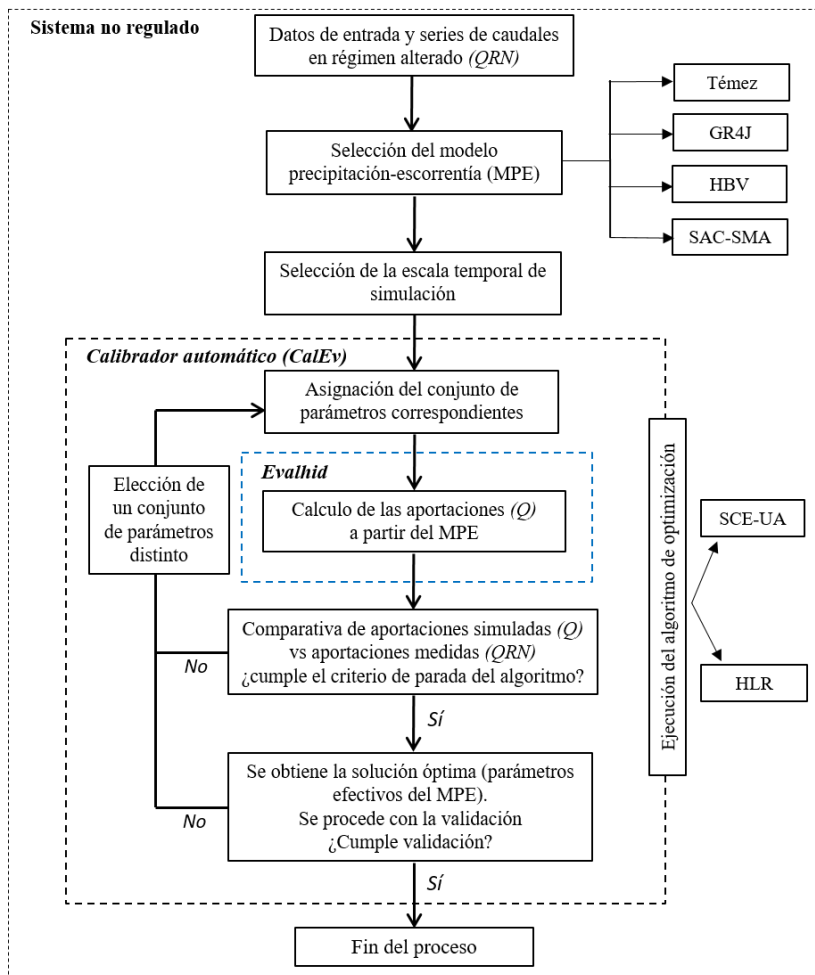 Sistema no regulado
Datos de entrada y series de caudales
en régimen alterado (QRN)
Selección del modelo
precipitación-escorrentía (MPE)
Témez
GR4J
HBV
SAC-SMA
Selección de la escala temporal de
simulación
Calibrador automático (CalEv)
Asignación del conjunto de
parámetros correspondientes
Elección de
un conjunto
de parámetros
distinto
Evalhid
Calculo de las aportaciones (Q)
a partir del MPE
Comparativa de aportaciones simuladas (Q)
vs aportaciones medidas (QRN)
¿cumple el criterio de parada del algoritmo?
No
Sí
Se obtiene la solución óptima (parámetros
efectivos del MPE).
Se procede con la validación
¿Cumple validación?
No
Sí
Ejecución del algoritmo de optimización
SCE-UA
HLR
Fin del proceso